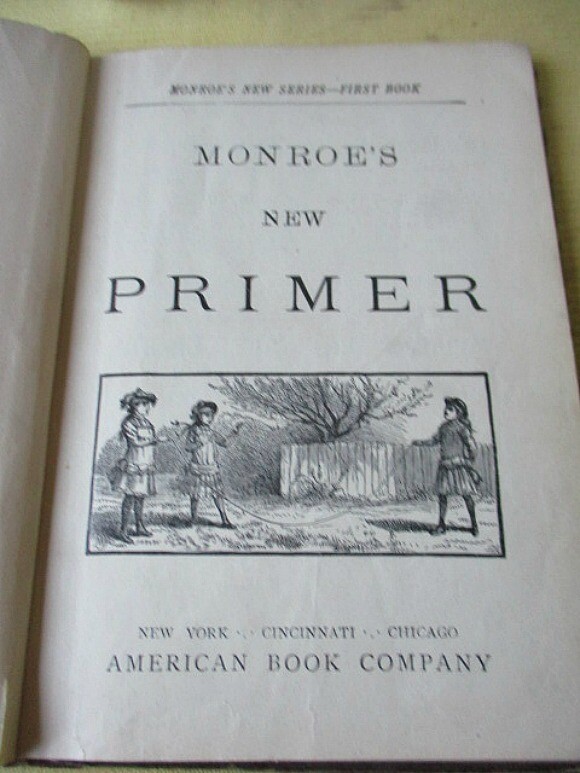 MONROE'S NEW SERIES—FIRST BOOK
MONROE'S
NEW
PRIMER
NEW YORK ·.· CINCINNATI ·.· CHICAGO
AMERICAN BOOK COMPANY